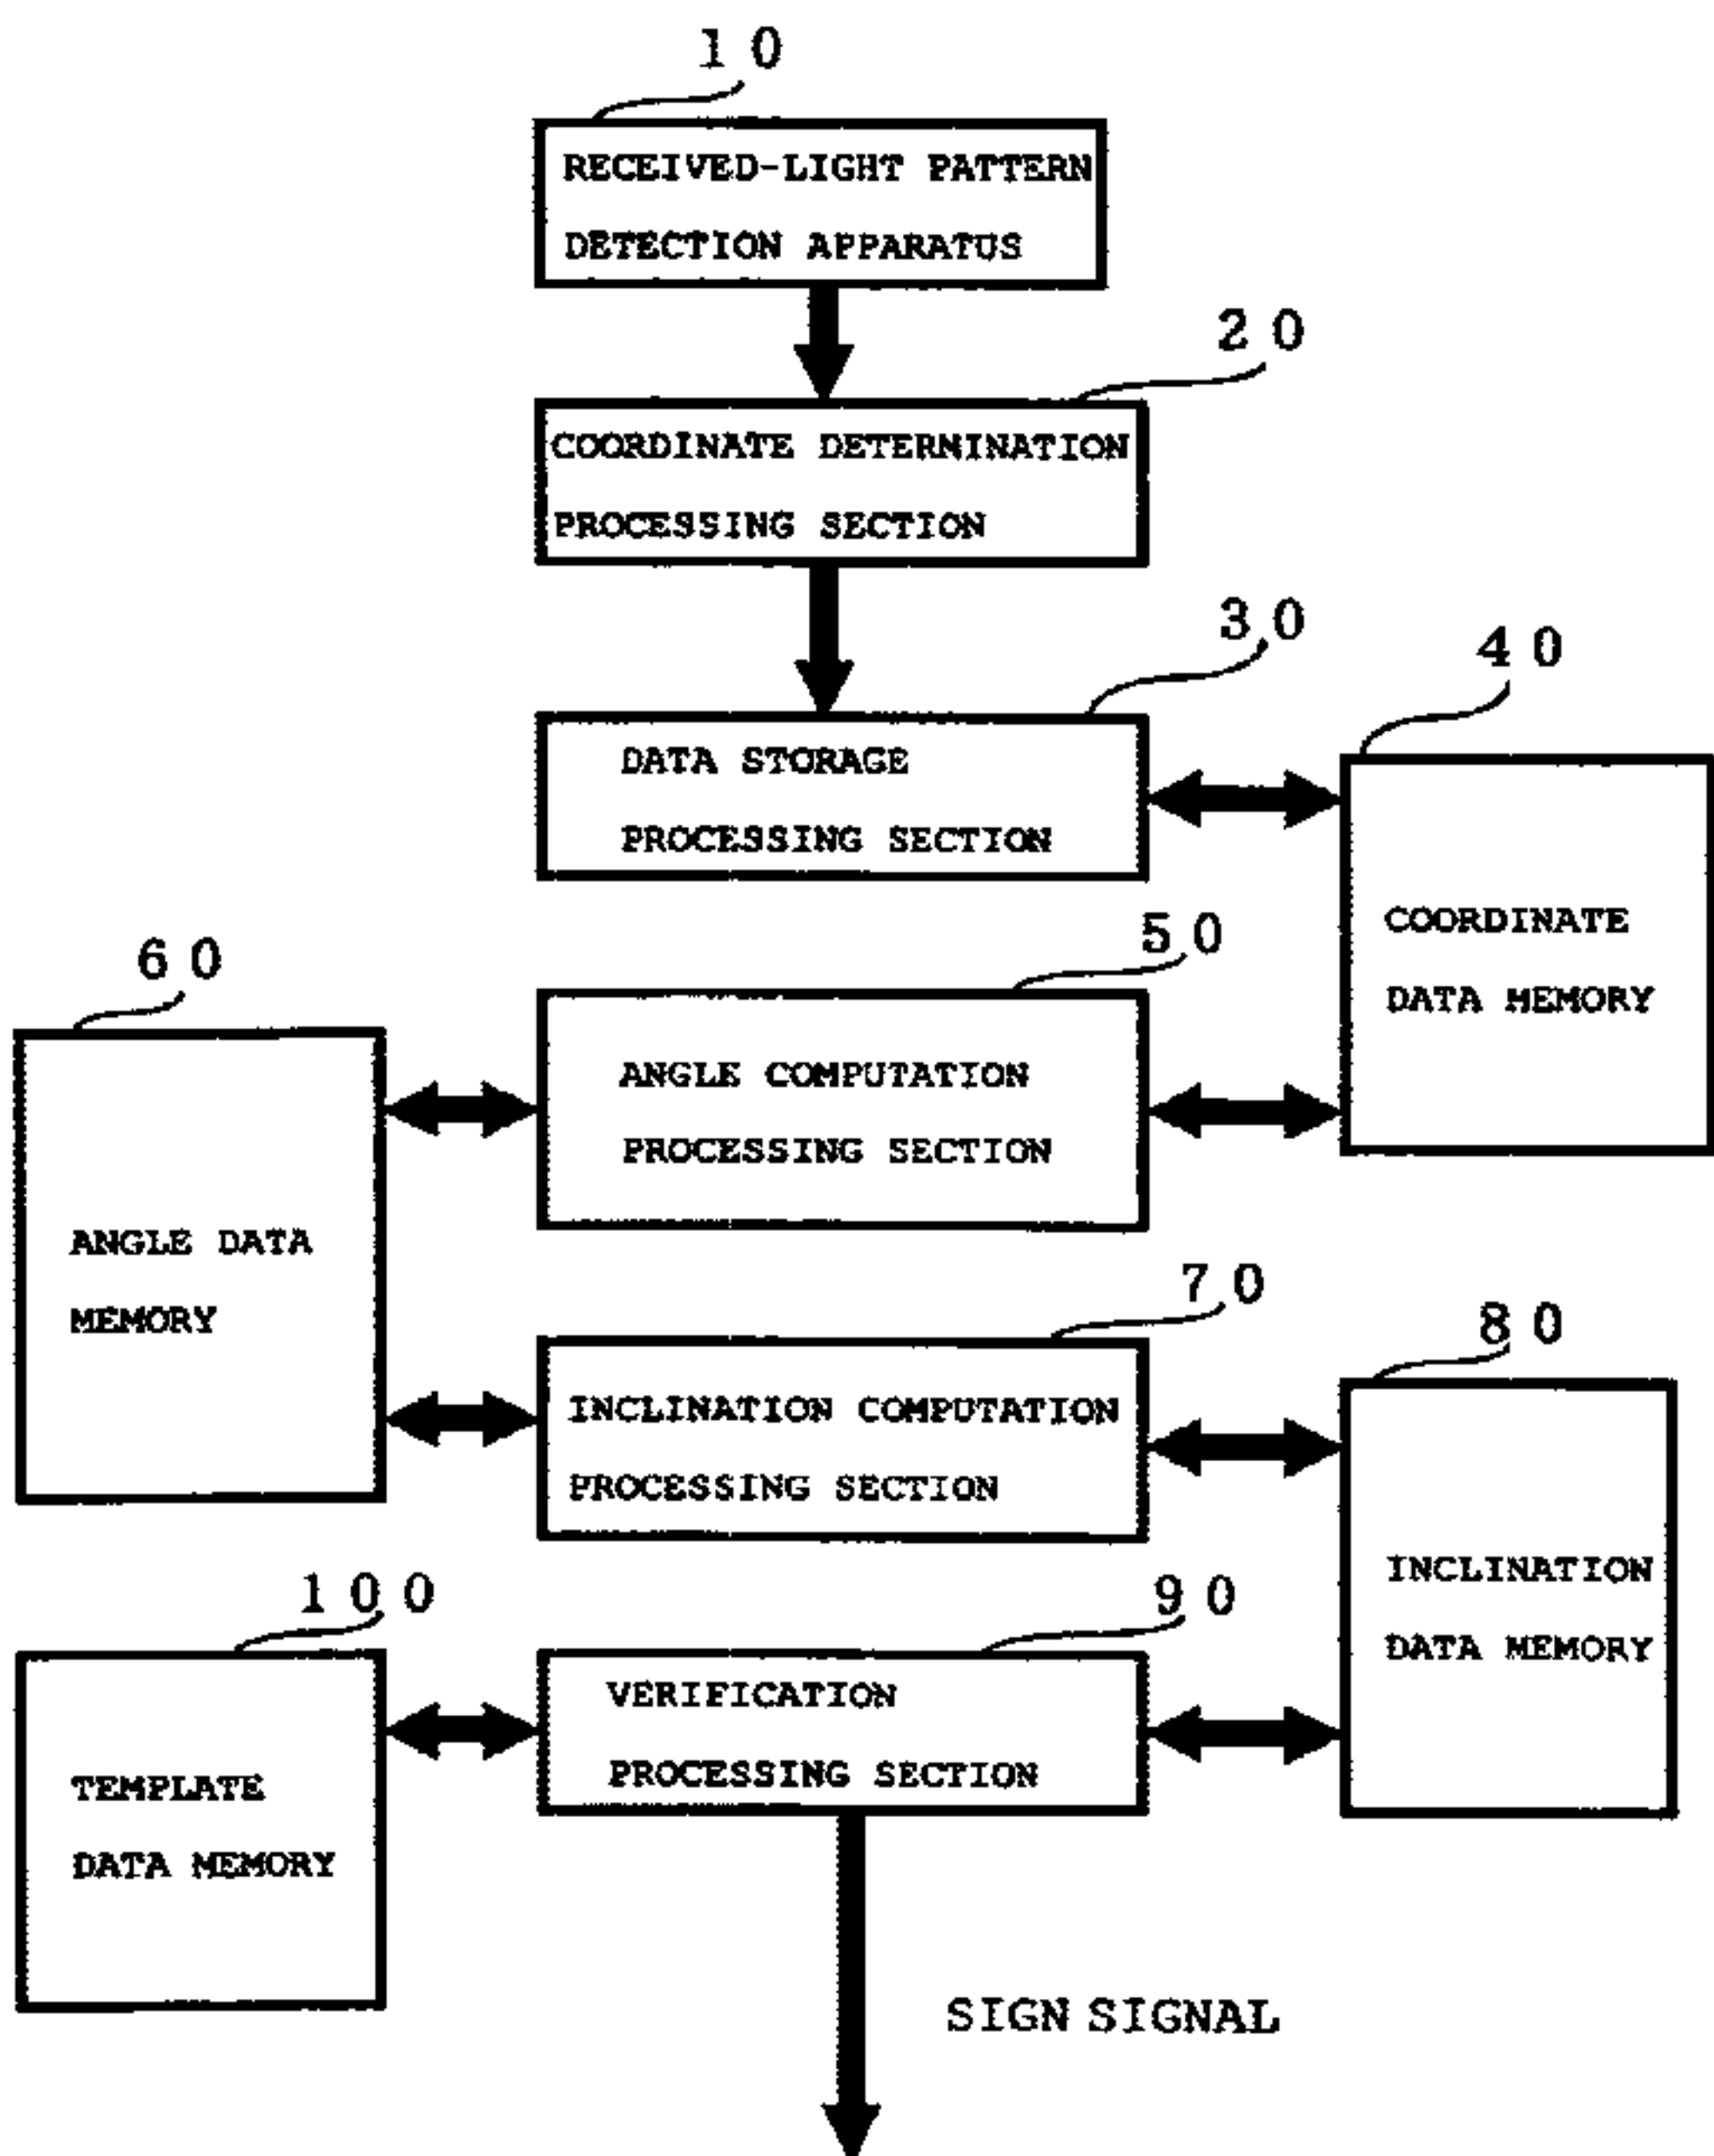 10
RECEIVED-LIGHT PATTERN
DETECTION APPARATUS
20
COORDINATE DETERMINATION
PROCESSING SECTION
30
DATA STORAGE
PROCESSING SECTION
40
COORDINATE
DATA MEMORY
50
ANGLE COMPUTATION
PROCESSING SECTION
60
ANGLE DATA
MEMORY
70
INCLINATION COMPUTATION
PROCESSING SECTION
80
INCLINATION
DATA MEMORY
90
VERIFICATION
PROCESSING SECTION
100
TEMPLATE
DATA MEMORY
SIGN SIGNAL